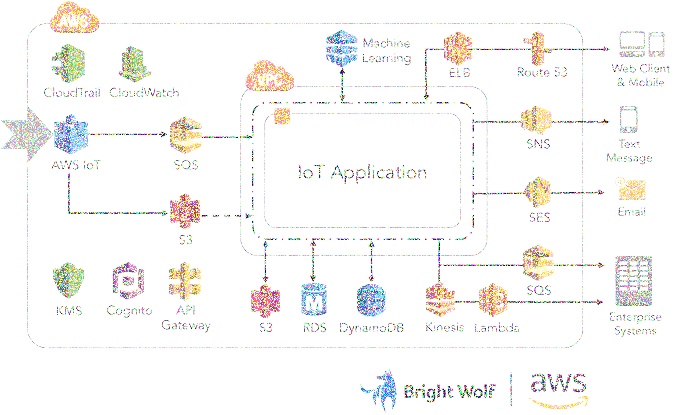 AWS
Machine
Learning
ELB
Route 53
Web Client
& Mobile
CloudTrail
CloudWatch
VPC
AWS IoT
SQS
IoT Application
SNS
Text
Message
S3
SES
Email
KMS
Cognito
API
Gateway
S3
M
RDS
DynamoDB
Kinesis
Lambda
SQS
Enterprise
Systems
Bright Wolf
aws